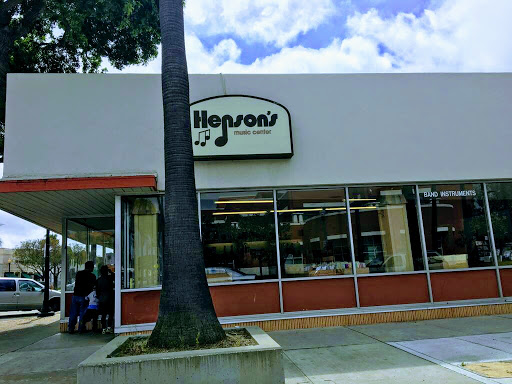 Henson's
music center
BAND INSTRUMENTS